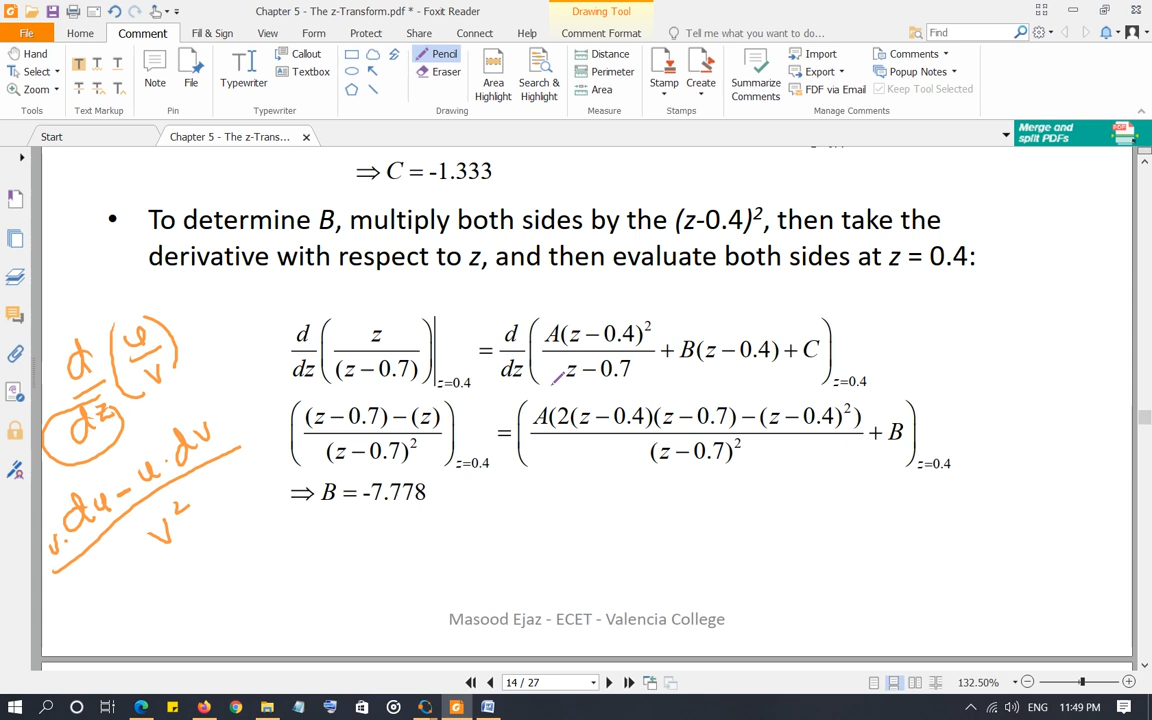 Chapter 5 - The z-Transform.pdf * - Foxit Reader
Drawing Tool
File Home Comment Fill & Sign View Form Protect Share Connect Help Comment Format Tell me what you want to do... Find
Hand
Select
Zoom
Tools
Text Markup
Note
File
Pin
Typewriter
Callout
Textbox
Typewriter
Pencil
Eraser
Drawing
Area Highlight
Search & Highlight
Distance
Perimeter
Area
Measure
Stamp
Create
Stamps
Summarize Comments
Import
Export
FDF via Email
Comments
Popup Notes
Keep Tool Selected
Manage Comments
Start
Chapter 5 - The z-Trans...
Merge and split PDFs
⇒ C = -1.333
• To determine B, multiply both sides by the (z-0.4)², then take the
derivative with respect to z, and then evaluate both sides at z = 0.4:
d/dz (z/(z − 0.7))|z=0.4 = d/dz (A(z − 0.4)²/(z − 0.7) + B(z − 0.4) + C)z=0.4
(((z − 0.7) − (z))/(z − 0.7)²)z=0.4 = (A(2(z − 0.4)(z − 0.7) − (z − 0.4)²)/(z − 0.7)² + B)z=0.4
⇒ B = -7.778
d/dz (u/v)
v.du − u.dv
v²
Masood Ejaz - ECET - Valencia College
14 / 27
132.50%
ENG 11:49 PM